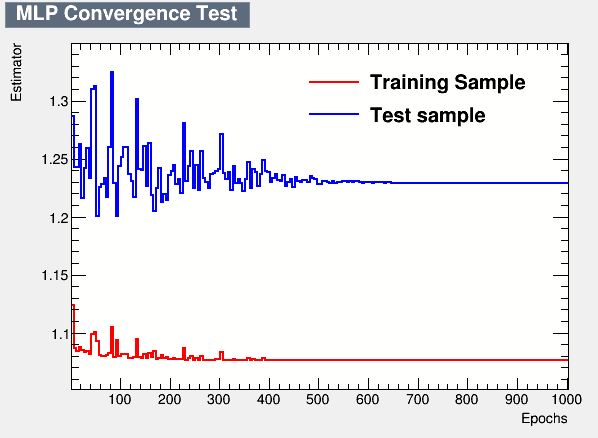 MLP Convergence Test
Estimator
Training Sample
Test sample
1.3
1.25
1.2
1.15
1.1
100 200 300 400 500 600 700 800 900 1000
Epochs